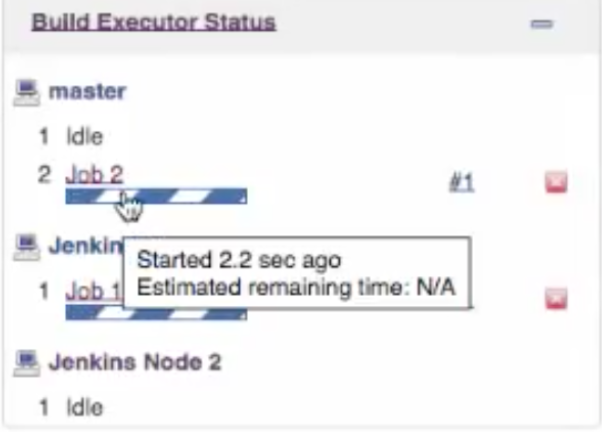 Build Executor Status
master
1 Idle
2 Job 2 #1
Jenkin
Started 2.2 sec ago
1 Job 1
Estimated remaining time: N/A
Jenkins Node 2
1 Idle